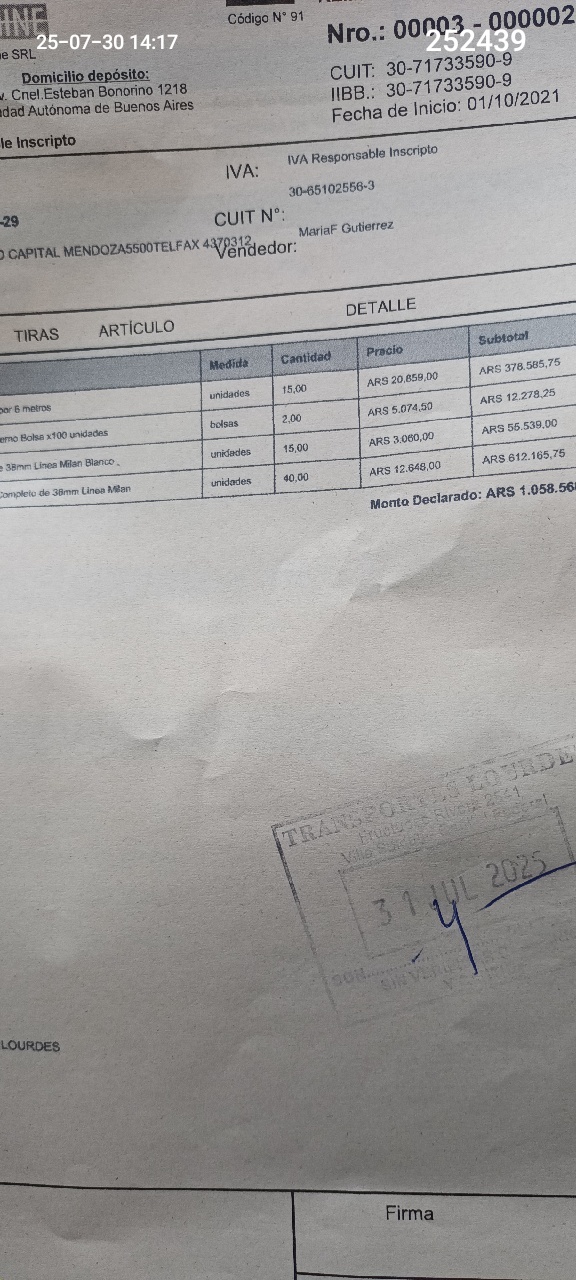 INE
Código N° 91
Nro.: 00003 - 000002
25-07-30 14:17
252439
e SRL
Domicilio depósito:
v. Cnel.Esteban Bonorino 1218
dad Autónoma de Buenos Aires
CUIT: 30-71733590-9
IIBB.: 30-71733590-9
Fecha de Inicio: 01/10/2021
le Inscripto
IVA: IVA Responsable Inscripto
30-65102556-3
-29
CUIT N°:
MariaF Gutierrez
O CAPITAL MENDOZA5500TELFAX 4370312
Vendedor:
DETALLE
TIRAS ARTÍCULO
Medida Cantidad Precio Subtotal
por 6 metros unidades 15,00 ARS 20.859,00 ARS 378.585,75
erno Bolsa x100 unidades bolsas 2,00 ARS 5.074,50 ARS 12.278,25
e 38mm Linea Milan Blanco . unidades 15,00 ARS 3.060,00 ARS 55.539,00
Completo de 38mm Linea Milan unidades 40,00 ARS 12.648,00 ARS 612.165,75
Monto Declarado: ARS 1.058.568
TRANSPORTES LOURDE
31 JUL 2025
LOURDES
Firma